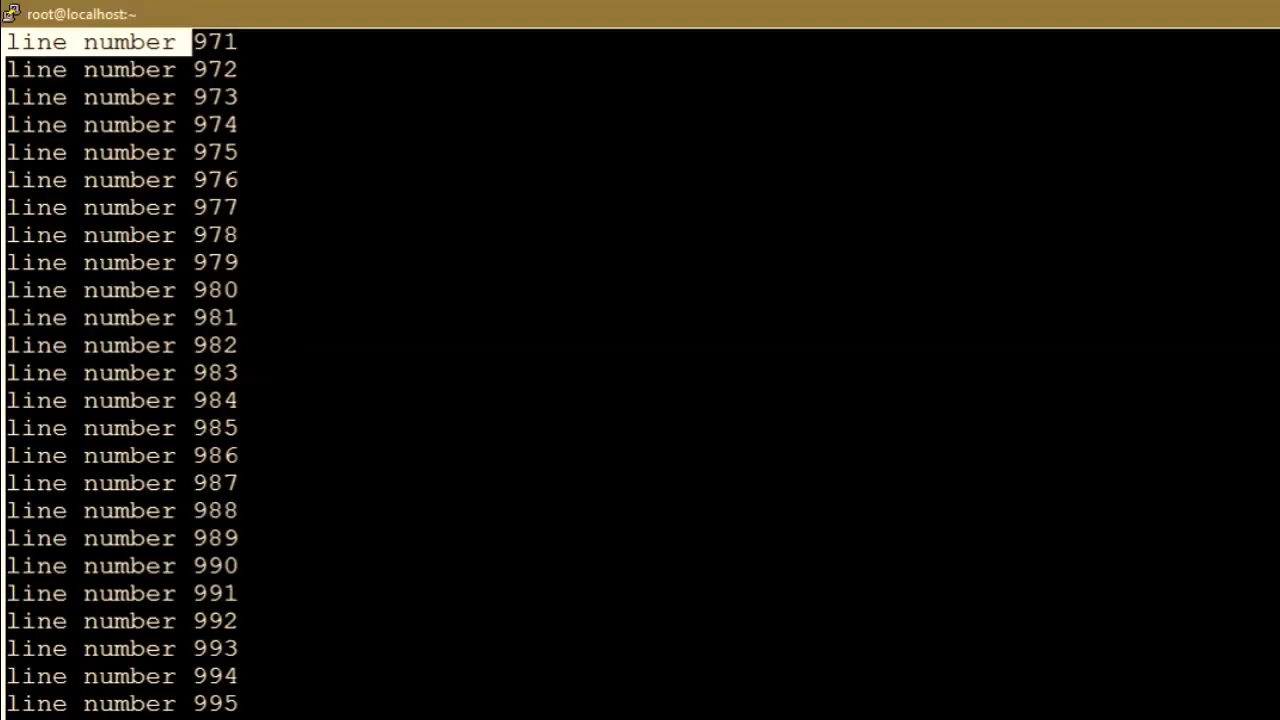 root@localhost:~
line number 971
line number 972
line number 973
line number 974
line number 975
line number 976
line number 977
line number 978
line number 979
line number 980
line number 981
line number 982
line number 983
line number 984
line number 985
line number 986
line number 987
line number 988
line number 989
line number 990
line number 991
line number 992
line number 993
line number 994
line number 995